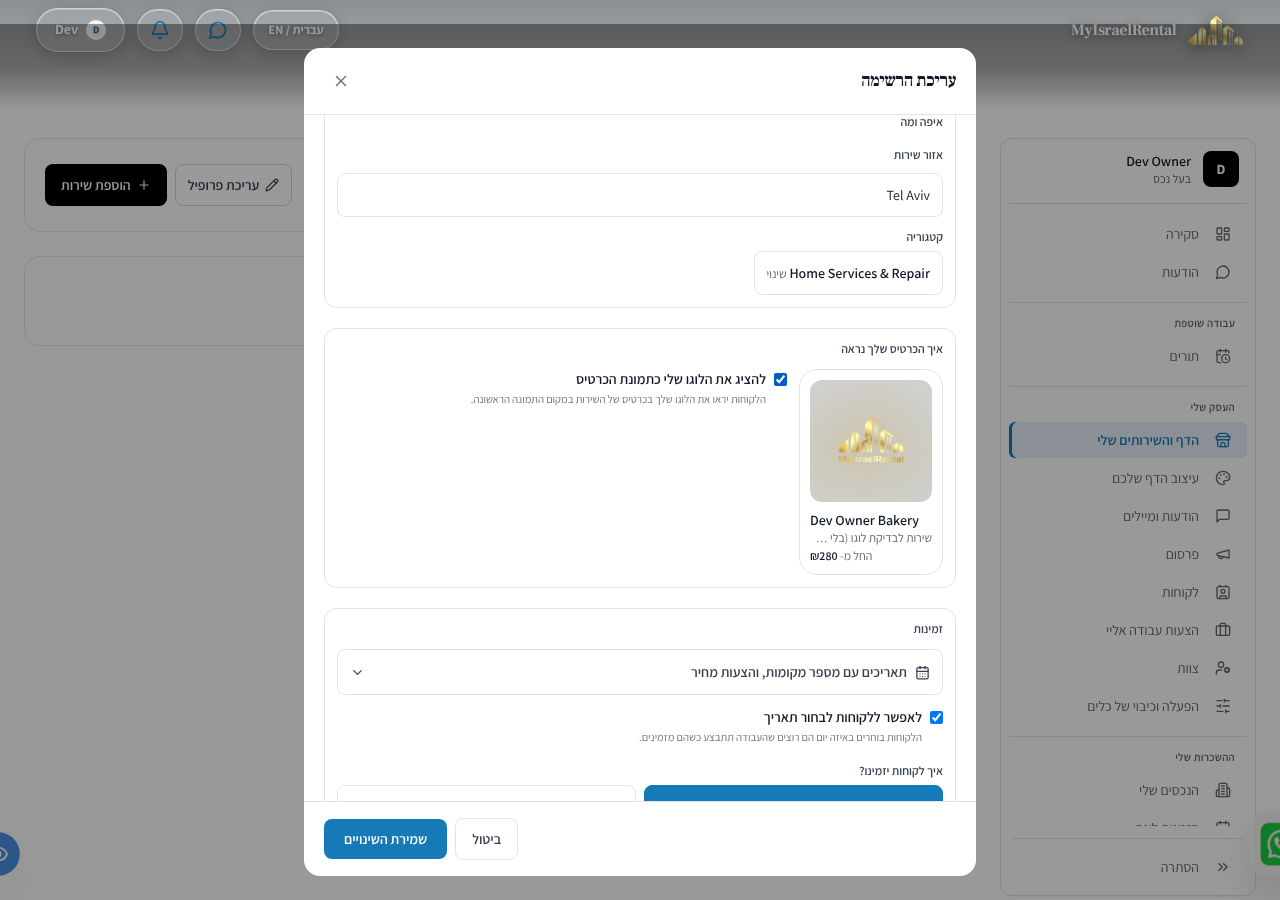 MyIsraelRental
עברית / EN
Dev
D
עריכת הרשימה
איפה ומה
אזור שירות
Tel Aviv
קטגוריה
Home Services & Repair שינוי
איך הכרטיס שלך נראה
להציג את הלוגו שלי כתמונת הכרטיס
הלקוחות יראו את הלוגו שלך בכרטיס של השירות במקום התמונה הראשונה.
MyIsraelRental
Dev Owner Bakery
שירות לבדיקת לוגו (בלי ...
החל מ- ₪280
זמינות
תאריכים עם מספר מקומות, והצעות מחיר
לאפשר ללקוחות לבחור תאריך
הלקוחות בוחרים באיזה יום הם רוצים שהעבודה תתבצע כשהם מזמינים.
איך לקוחות יזמינו?
ביטול
שמירת השינויים
D
Dev Owner
בעל נכס
סקירה
הודעות
עבודה שוטפת
תורים
העסק שלי
הדף והשירותים שלי
עיצוב הדף שלכם
הודעות ומיילים
פרסום
לקוחות
הצעות עבודה אליי
צוות
הפעלה וכיבוי של כלים
ההשכרות שלי
הנכסים שלי
הסתרה
עריכת פרופיל
הוספת שירות